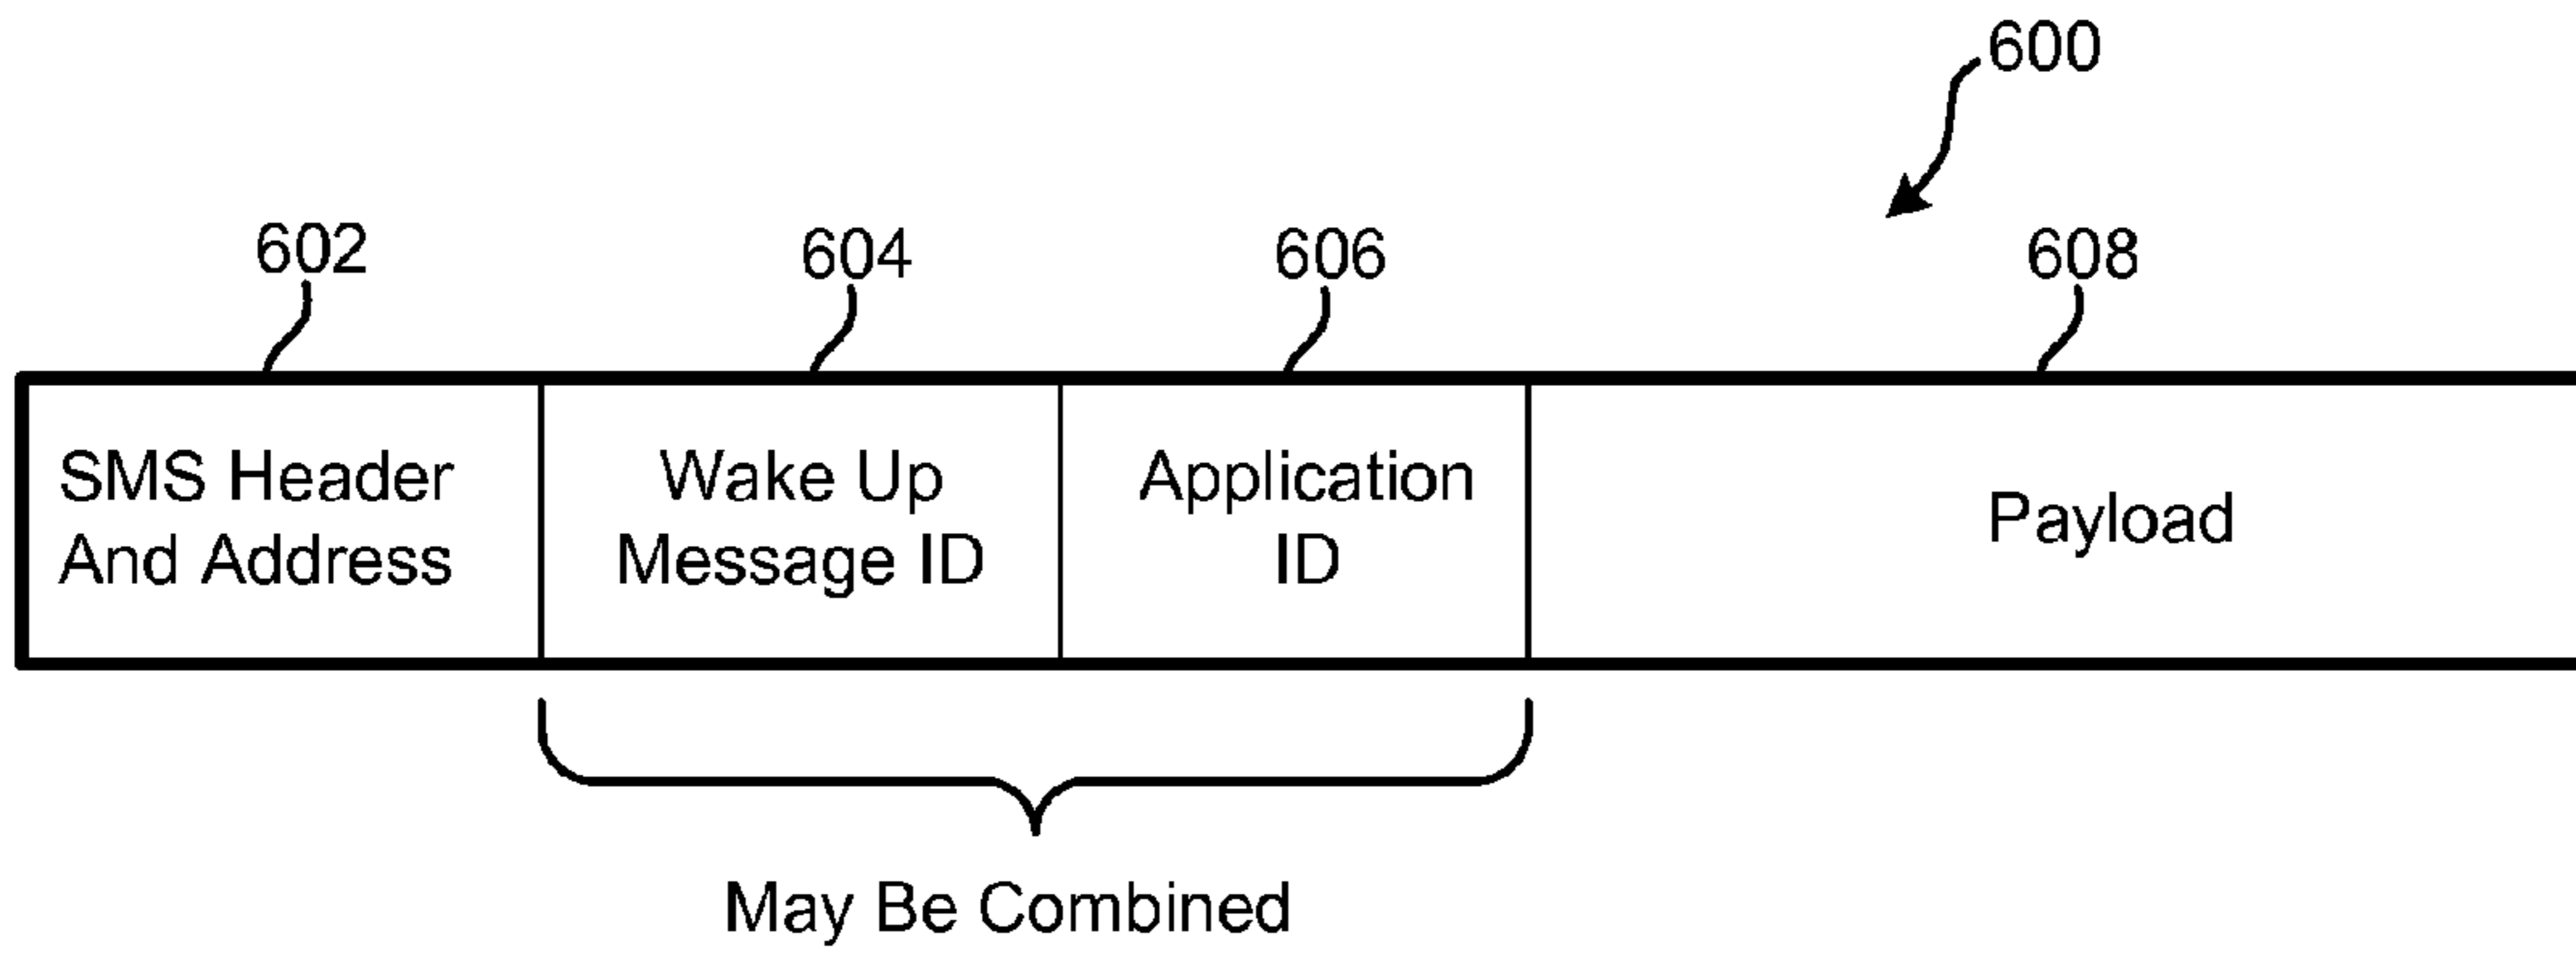 600
602
604
606
608
SMS Header
And Address
Wake Up
Message ID
Application
ID
Payload
May Be Combined